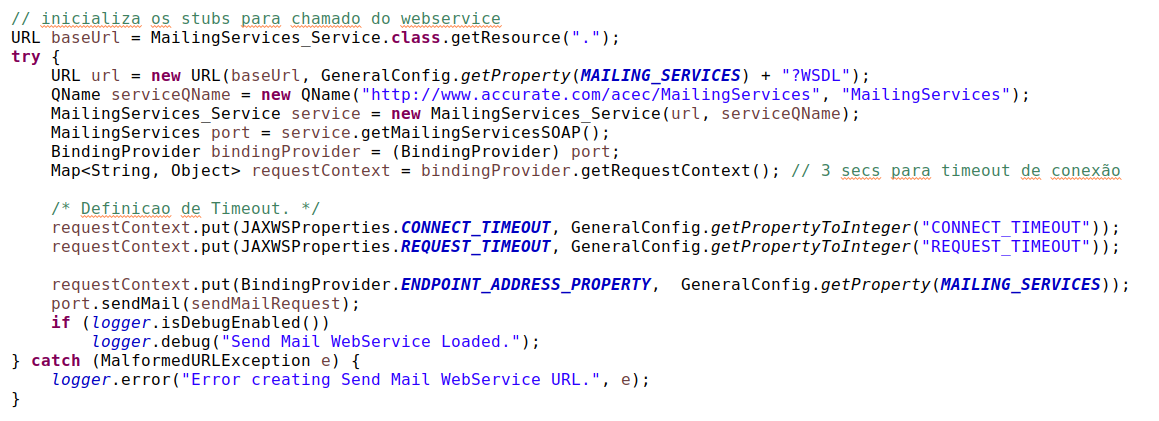 // inicializa os stubs para chamado do webservice
URL baseUrl = MailingServices_Service.class.getResource(".");
try {
    URL url = new URL(baseUrl, GeneralConfig.getProperty(MAILING_SERVICES) + "?WSDL");
    QName serviceQName = new QName("http://www.accurate.com/acec/MailingServices", "MailingServices");
    MailingServices_Service service = new MailingServices_Service(url, serviceQName);
    MailingServices port = service.getMailingServicesSOAP();
    BindingProvider bindingProvider = (BindingProvider) port;
    Map<String, Object> requestContext = bindingProvider.getRequestContext(); // 3 secs para timeout de conexão
    /* Definicao de Timeout. */
    requestContext.put(JAXWSProperties.CONNECT_TIMEOUT, GeneralConfig.getPropertyToInteger("CONNECT_TIMEOUT"));
    requestContext.put(JAXWSProperties.REQUEST_TIMEOUT, GeneralConfig.getPropertyToInteger("REQUEST_TIMEOUT"));
    requestContext.put(BindingProvider.ENDPOINT_ADDRESS_PROPERTY,  GeneralConfig.getProperty(MAILING_SERVICES));
    port.sendMail(sendMailRequest);
    if (logger.isDebugEnabled())
        logger.debug("Send Mail WebService Loaded.");
} catch (MalformedURLException e) {
    logger.error("Error creating Send Mail WebService URL.", e);
}